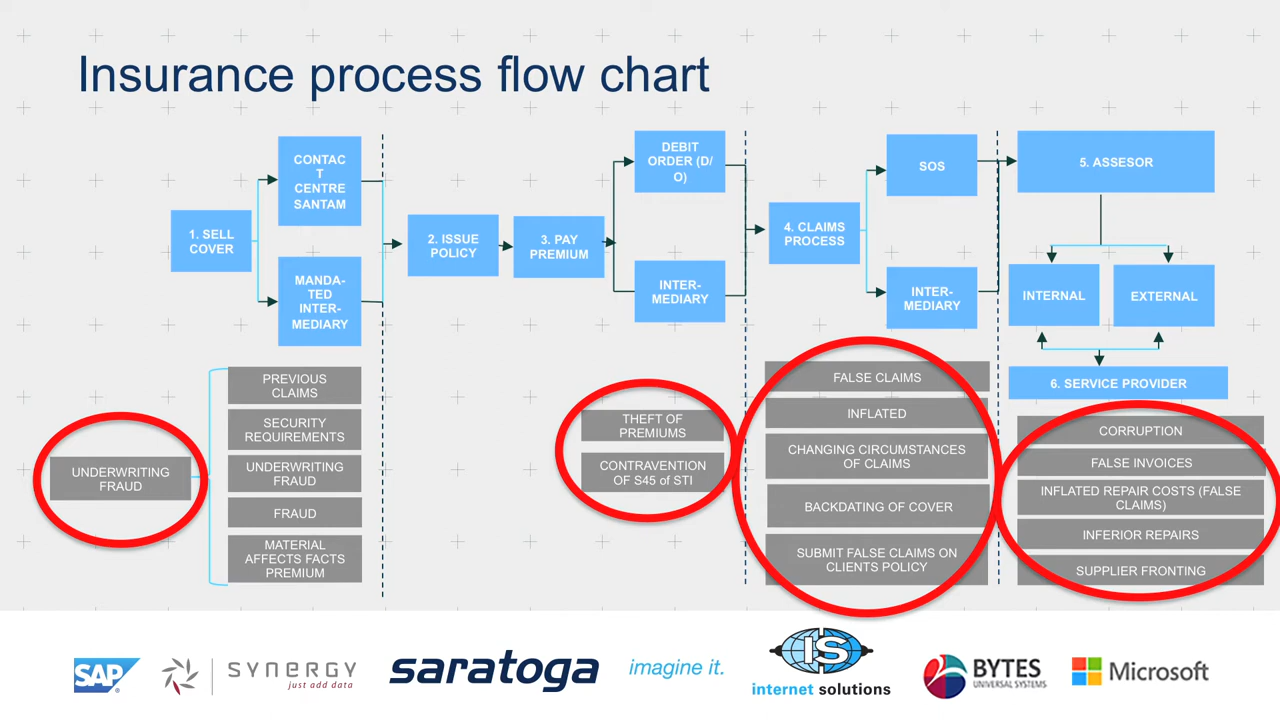 Insurance process flow chart
1. SELL
COVER
CONTAC
T
CENTRE
SANTAM
MANDA-
TED
INTER-
MEDIARY
2. ISSUE
POLICY
3. PAY
PREMIUM
DEBIT
ORDER (D/
O)
INTER-
MEDIARY
4. CLAIMS
PROCESS
SOS
INTER-
MEDIARY
5. ASSESOR
INTERNAL
EXTERNAL
6. SERVICE PROVIDER
UNDERWRITING
FRAUD
PREVIOUS
CLAIMS
SECURITY
REQUIREMENTS
UNDERWRITING
FRAUD
FRAUD
MATERIAL
AFFECTS FACTS
PREMIUM
THEFT OF
PREMIUMS
CONTRAVENTION
OF S45 of STI
FALSE CLAIMS
INFLATED
CHANGING CIRCUMSTANCES
OF CLAIMS
BACKDATING OF COVER
SUBMIT FALSE CLAIMS ON
CLIENTS POLICY
CORRUPTION
FALSE INVOICES
INFLATED REPAIR COSTS (FALSE
CLAIMS)
INFERIOR REPAIRS
SUPPLIER FRONTING
SAP
SYNERGY
just add data
saratoga
imagine it.
IS
internet solutions
BYTES
UNIVERSAL SYSTEMS
Microsoft